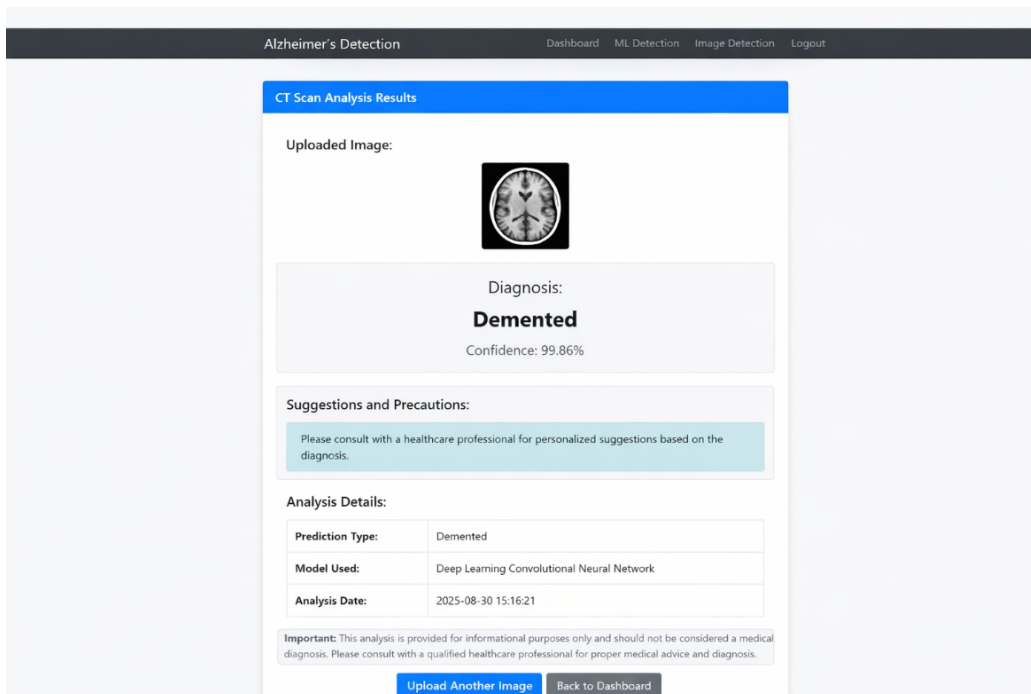 Alzheimer's Detection Dashboard ML Detection Image Detection Logout
CT Scan Analysis Results
Uploaded Image:
Diagnosis:
Demented
Confidence: 99.86%
Suggestions and Precautions:
Please consult with a healthcare professional for personalized suggestions based on the
diagnosis.
Analysis Details:
Prediction Type: Demented
Model Used: Deep Learning Convolutional Neural Network
Analysis Date: 2025-08-30 15:16:21
Important: This analysis is provided for informational purposes only and should not be considered a medical
diagnosis. Please consult with a qualified healthcare professional for proper medical advice and diagnosis.
Upload Another Image Back to Dashboard